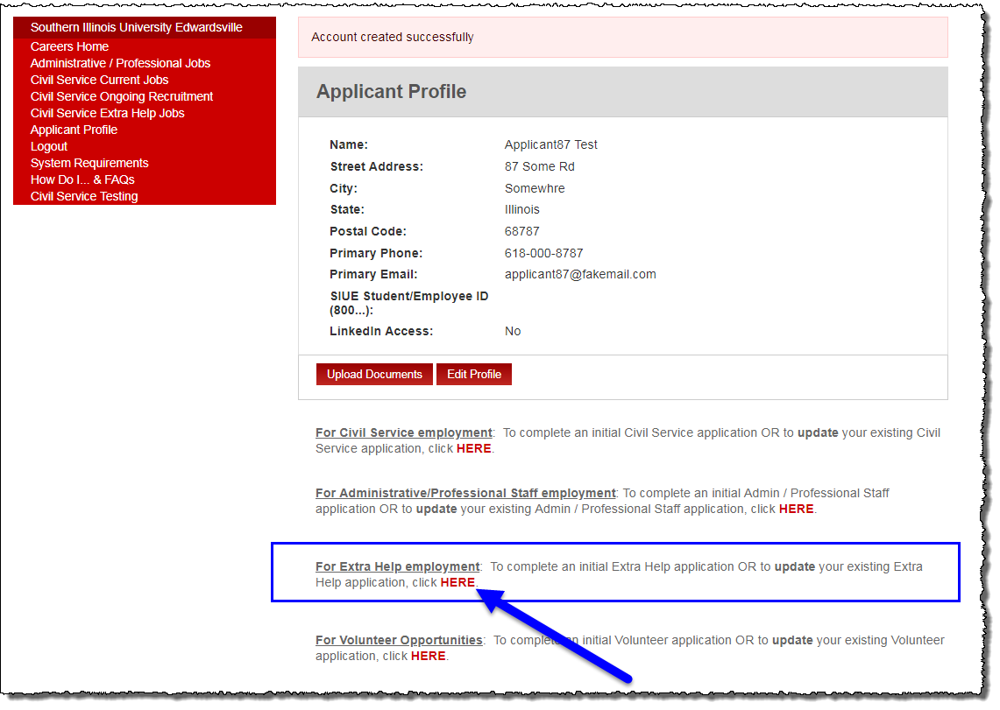 Southern Illinois University Edwardsville
Careers Home
Administrative / Professional Jobs
Civil Service Current Jobs
Civil Service Ongoing Recruitment
Civil Service Extra Help Jobs
Applicant Profile
Logout
System Requirements
How Do I... & FAQs
Civil Service Testing
Account created successfully
Applicant Profile
Name: Applicant87 Test
Street Address: 87 Some Rd
City: Somewhre
State: Illinois
Postal Code: 68787
Primary Phone: 618-000-8787
Primary Email: applicant87@fakemail.com
SIUE Student/Employee ID
(800...):
LinkedIn Access: No
Upload Documents Edit Profile
For Civil Service employment: To complete an initial Civil Service application OR to update your existing Civil
Service application, click HERE.
For Administrative/Professional Staff employment: To complete an initial Admin / Professional Staff
application OR to update your existing Admin / Professional Staff application, click HERE.
For Extra Help employment: To complete an initial Extra Help application OR to update your existing Extra
Help application, click HERE.
For Volunteer Opportunities: To complete an initial Volunteer application OR to update your existing Volunteer
application, click HERE.